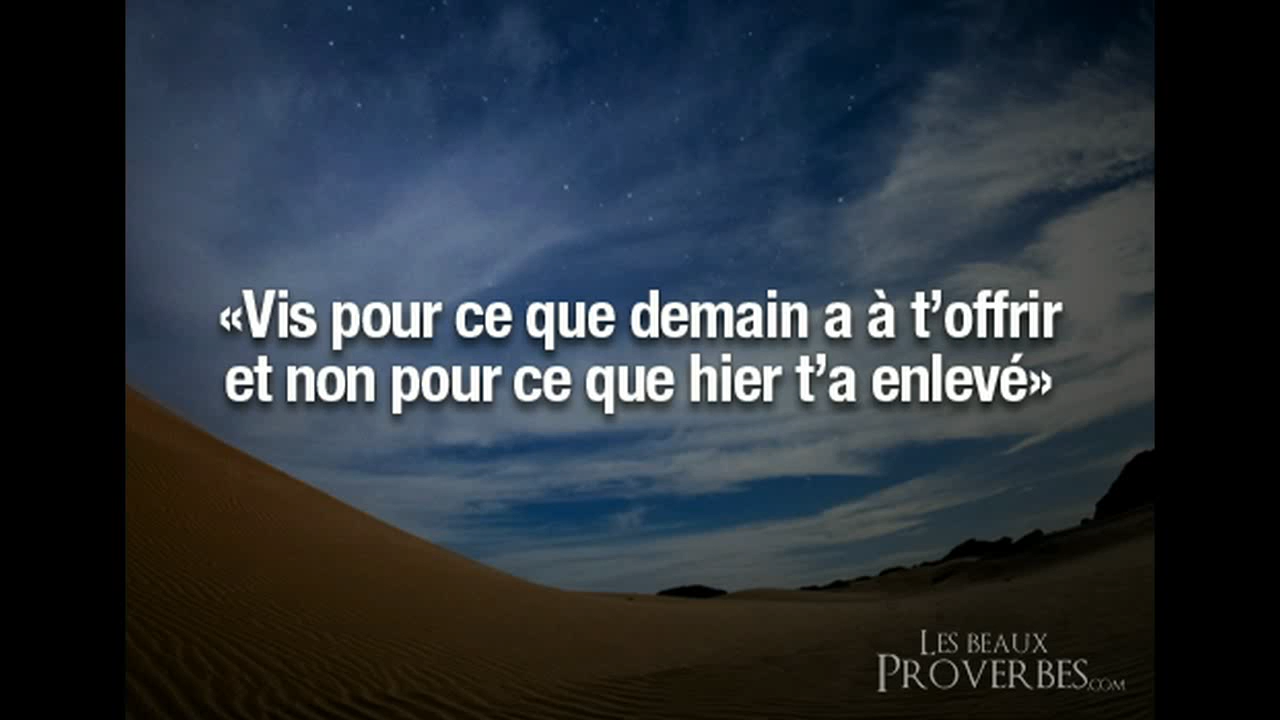 «Vis pour ce que demain a à t’offrir
et non pour ce que hier t’a enlevé»
LES BEAUX
PROVERBES.COM